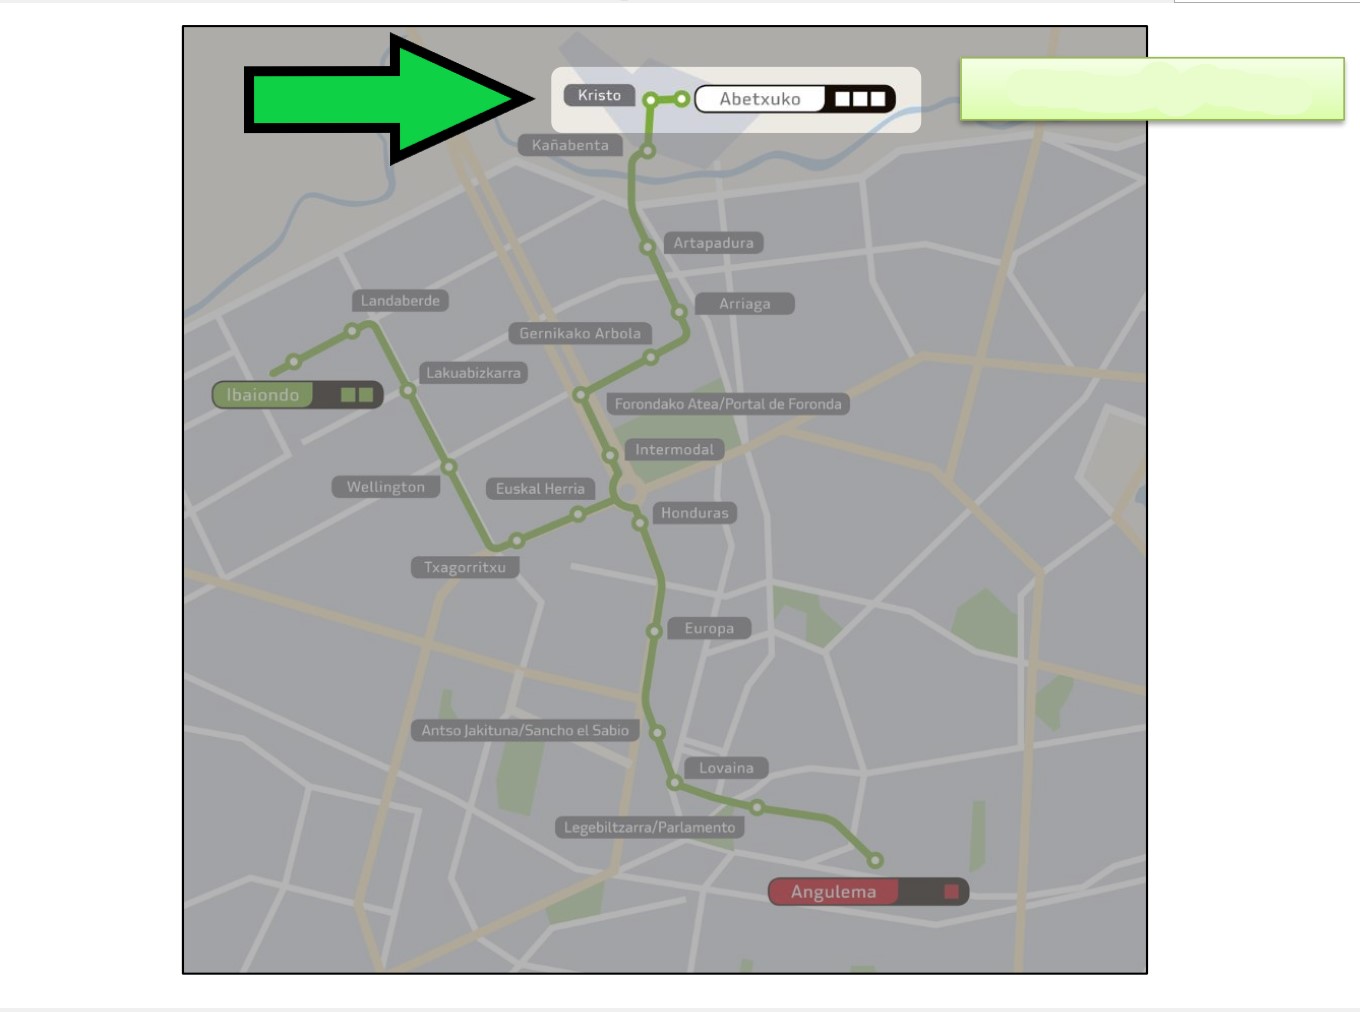 Kristo
Abetxuko
Kañabenta
Artapadura
Landaberde
Arriaga
Gernikako Arbola
Lakuabizkarra
Ibaiondo
Forondako Atea/Portal de Foronda
Intermodal
Wellington
Euskal Herria
Honduras
Txagorritxu
Europa
Antso Jakituna/Sancho el Sabio
Lovaina
Legebiltzarra/Parlamento
Angulema